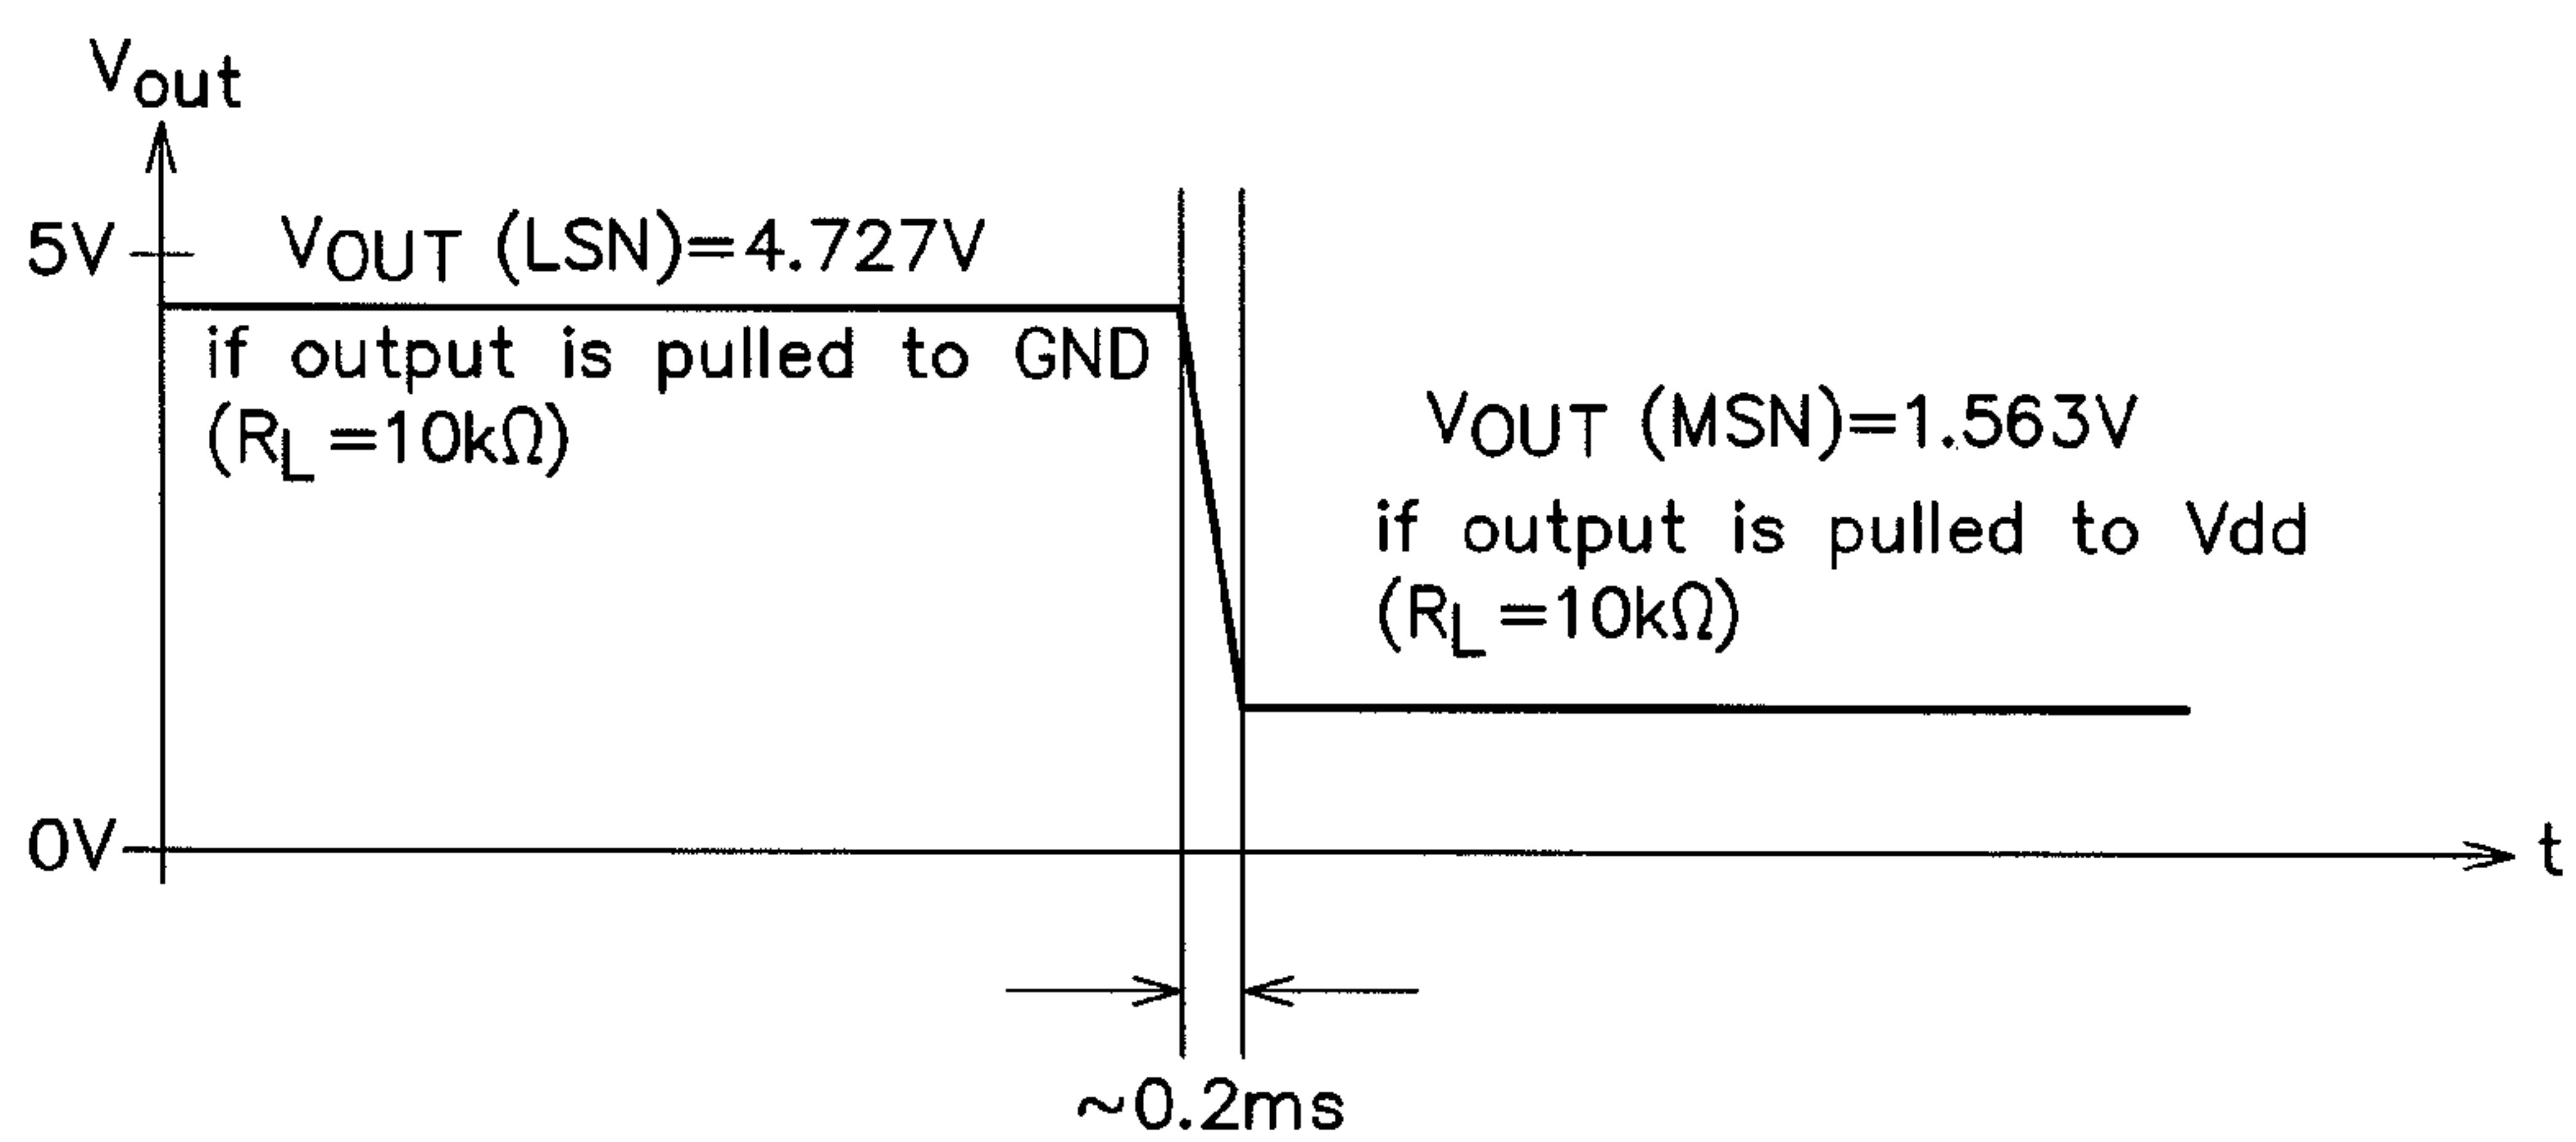 Vout
5V
VOUT (LSN)=4.727V
if output is pulled to GND
(RL=10kΩ)
VOUT (MSN)=1.563V
if output is pulled to Vdd
(RL=10kΩ)
0V
t
~0.2ms